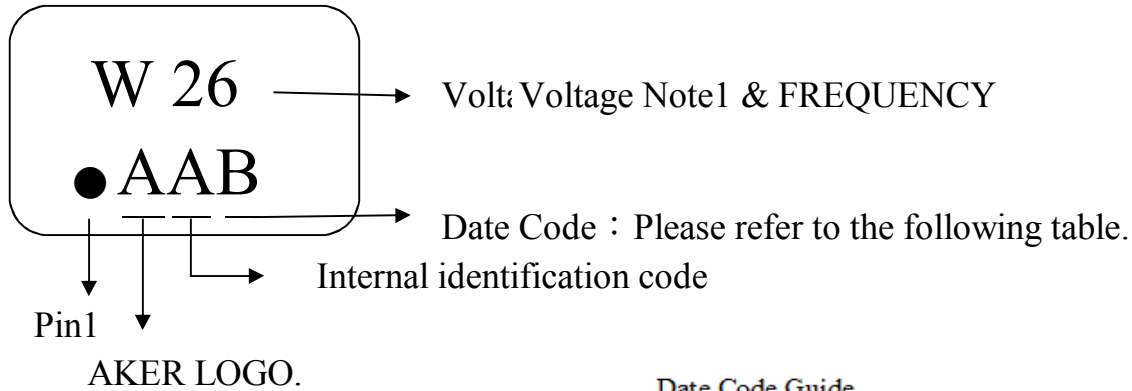 W 26
Volta Voltage Note1 & FREQUENCY
●AAB
Date Code：Please refer to the following table.
Internal identification code
Pin1
AKER LOGO.
Date Code Guide